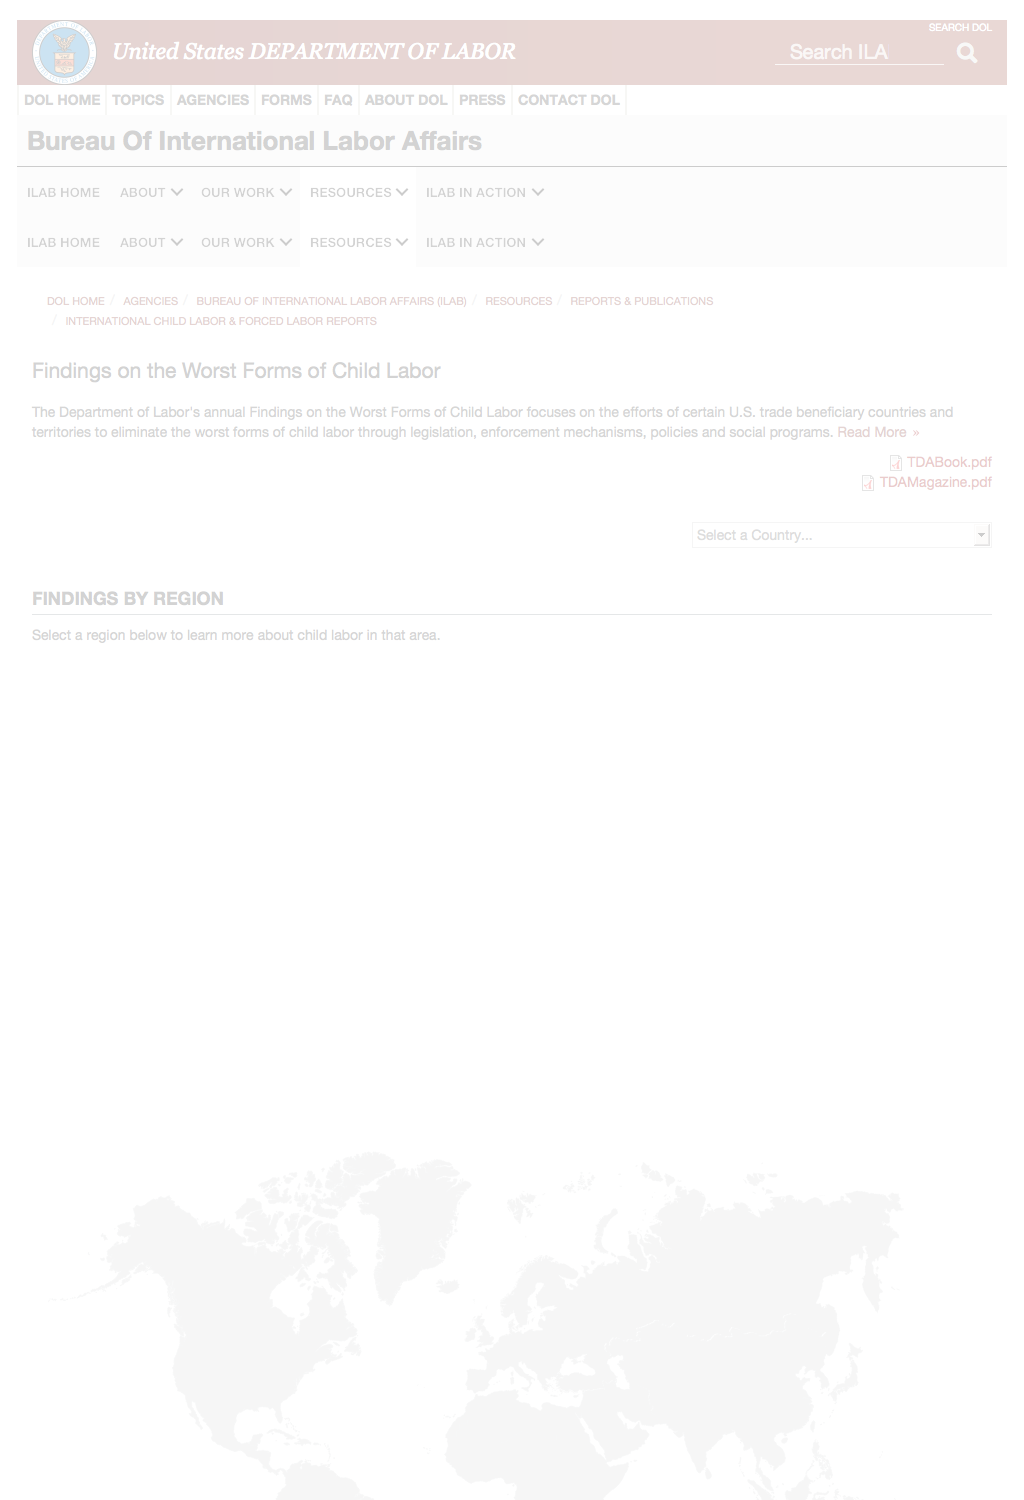 SEARCH DOL
United States DEPARTMENT OF LABOR
Search ILA
DOL HOME TOPICS AGENCIES FORMS FAQ ABOUT DOL PRESS CONTACT DOL
Bureau Of International Labor Affairs
ILAB HOME ABOUT OUR WORK RESOURCES ILAB IN ACTION
ILAB HOME ABOUT OUR WORK RESOURCES ILAB IN ACTION
DOL HOME / AGENCIES / BUREAU OF INTERNATIONAL LABOR AFFAIRS (ILAB) / RESOURCES / REPORTS & PUBLICATIONS
/ INTERNATIONAL CHILD LABOR & FORCED LABOR REPORTS
Findings on the Worst Forms of Child Labor
The Department of Labor's annual Findings on the Worst Forms of Child Labor focuses on the efforts of certain U.S. trade beneficiary countries and
territories to eliminate the worst forms of child labor through legislation, enforcement mechanisms, policies and social programs. Read More »
TDABook.pdf
TDAMagazine.pdf
Select a Country...
FINDINGS BY REGION
Select a region below to learn more about child labor in that area.